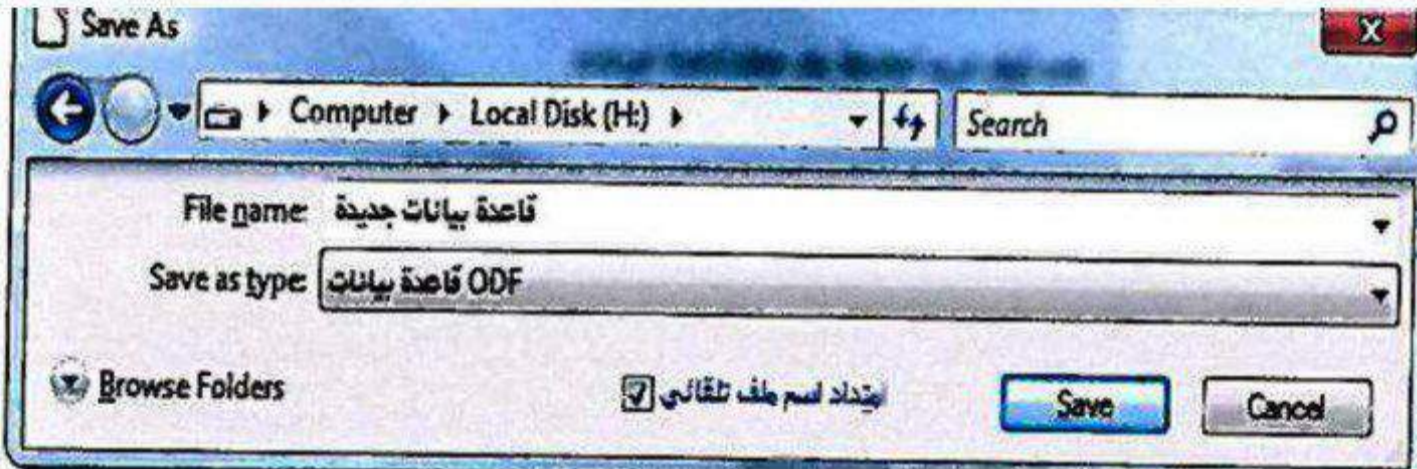 Save As
Computer Local Disk (H:) Search
File name: قاعدة بيانات جديدة
Save as type: قاعدة بيانات ODF
Browse Folders امتداد اسم ملف تلقائي Save Cancel